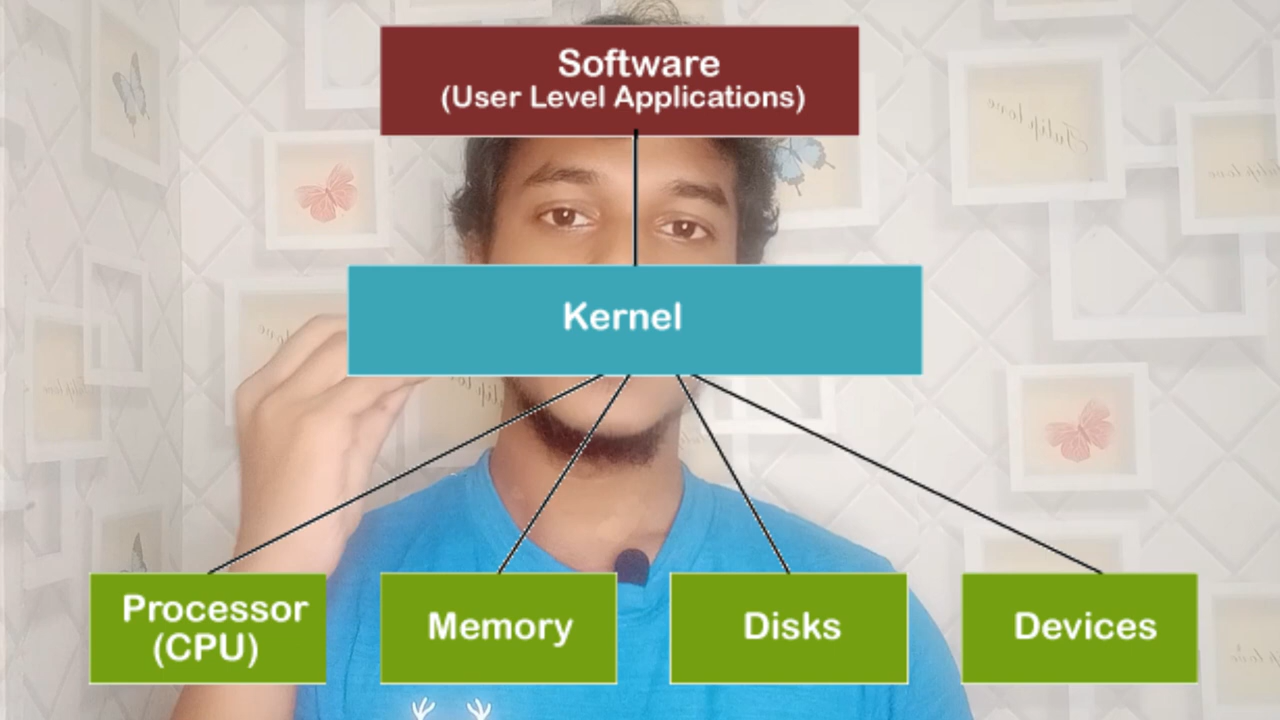 Software
(User Level Applications)
Kernel
Processor
(CPU)
Memory
Disks
Devices